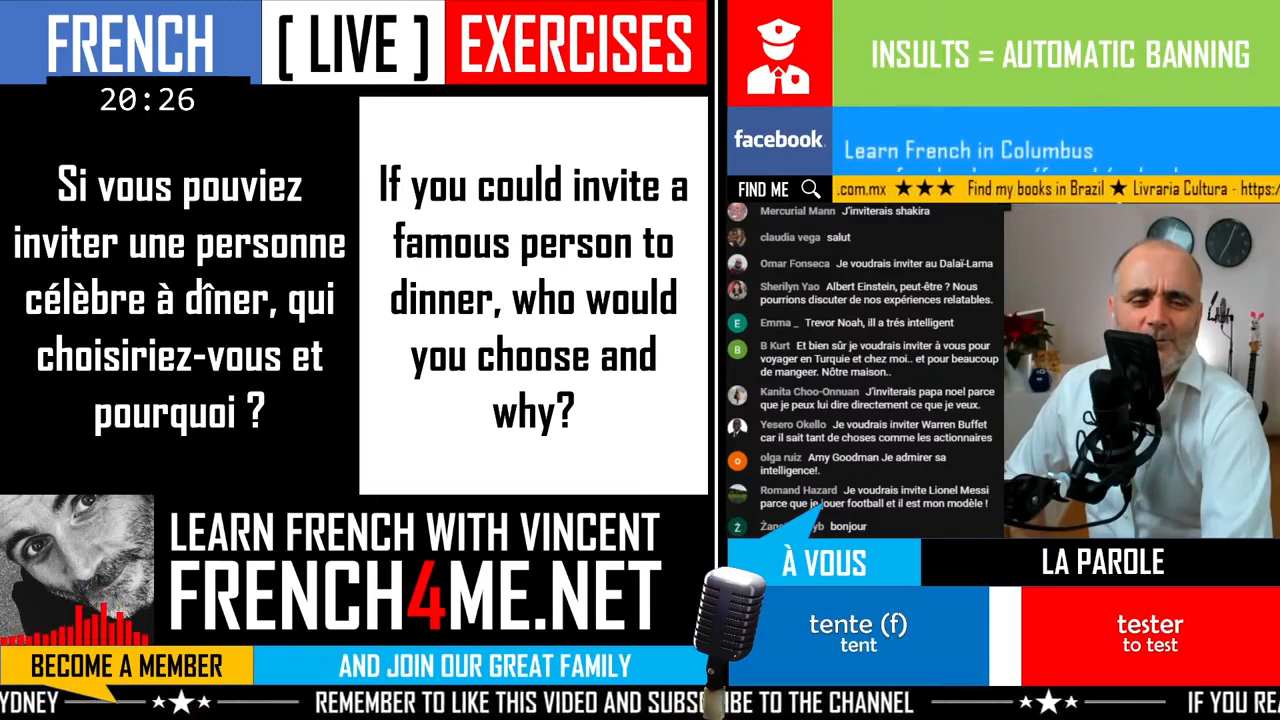 FRENCH [ LIVE ] EXERCISES
20:26
Si vous pouviez
inviter une personne
célèbre à dîner, qui
choisiriez-vous et
pourquoi ?
If you could invite a
famous person to
dinner, who would
you choose and
why?
LEARN FRENCH WITH VINCENT
FRENCH4ME.NET
BECOME A MEMBER
AND JOIN OUR GREAT FAMILY
INSULTS = AUTOMATIC BANNING
facebook
Learn French in Columbus
FIND ME
.com.mx ★★★ Find my books in Brazil ★ Livraria Cultura - https:/
Mercurial Mann J'inviterais shakira
claudia vega salut
Omar Fonseca Je voudrais inviter au Dalaï-Lama
Sherilyn Yao Albert Einstein, peut-être ? Nous
pourrions discuter de nos expériences relatables.
E
Emma _ Trevor Noah, ill a trés intelligent
B
B Kurt Et bien sûr je voudrais inviter à vous pour
voyager en Turquie et chez moi.. et pour beaucoup
de mangeer. Nôtre maison..
Kanita Choo-Onnuan J'inviterais papa noel parce
que je peux lui dire directement ce que je veux.
Yesero Okello Je voudrais inviter Warren Buffet
car il sait tant de choses comme les actionnaires
o
olga ruiz Amy Goodman Je admirer sa
intelligence!.
Romand Hazard Je voudrais invite Lionel Messi
parce que je jouer football et il est mon modèle !
Ż
bonjour
À VOUS
LA PAROLE
tente (f)
tent
tester
to test
YDNEY ★★★ REMEMBER TO LIKE THIS VIDEO AND SUBSCRIBE TO THE CHANNEL ★★★ IF YOU REA